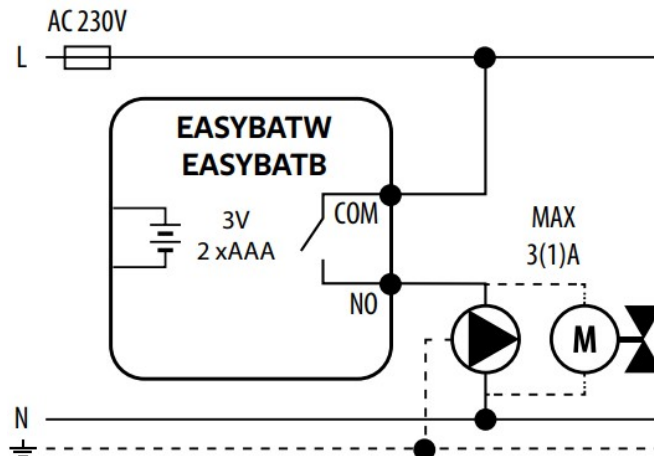 AC 230V
L
EASYBATW
EASYBATB
3V
2 xAAA
COM
NO
MAX
3(1)A
M
N